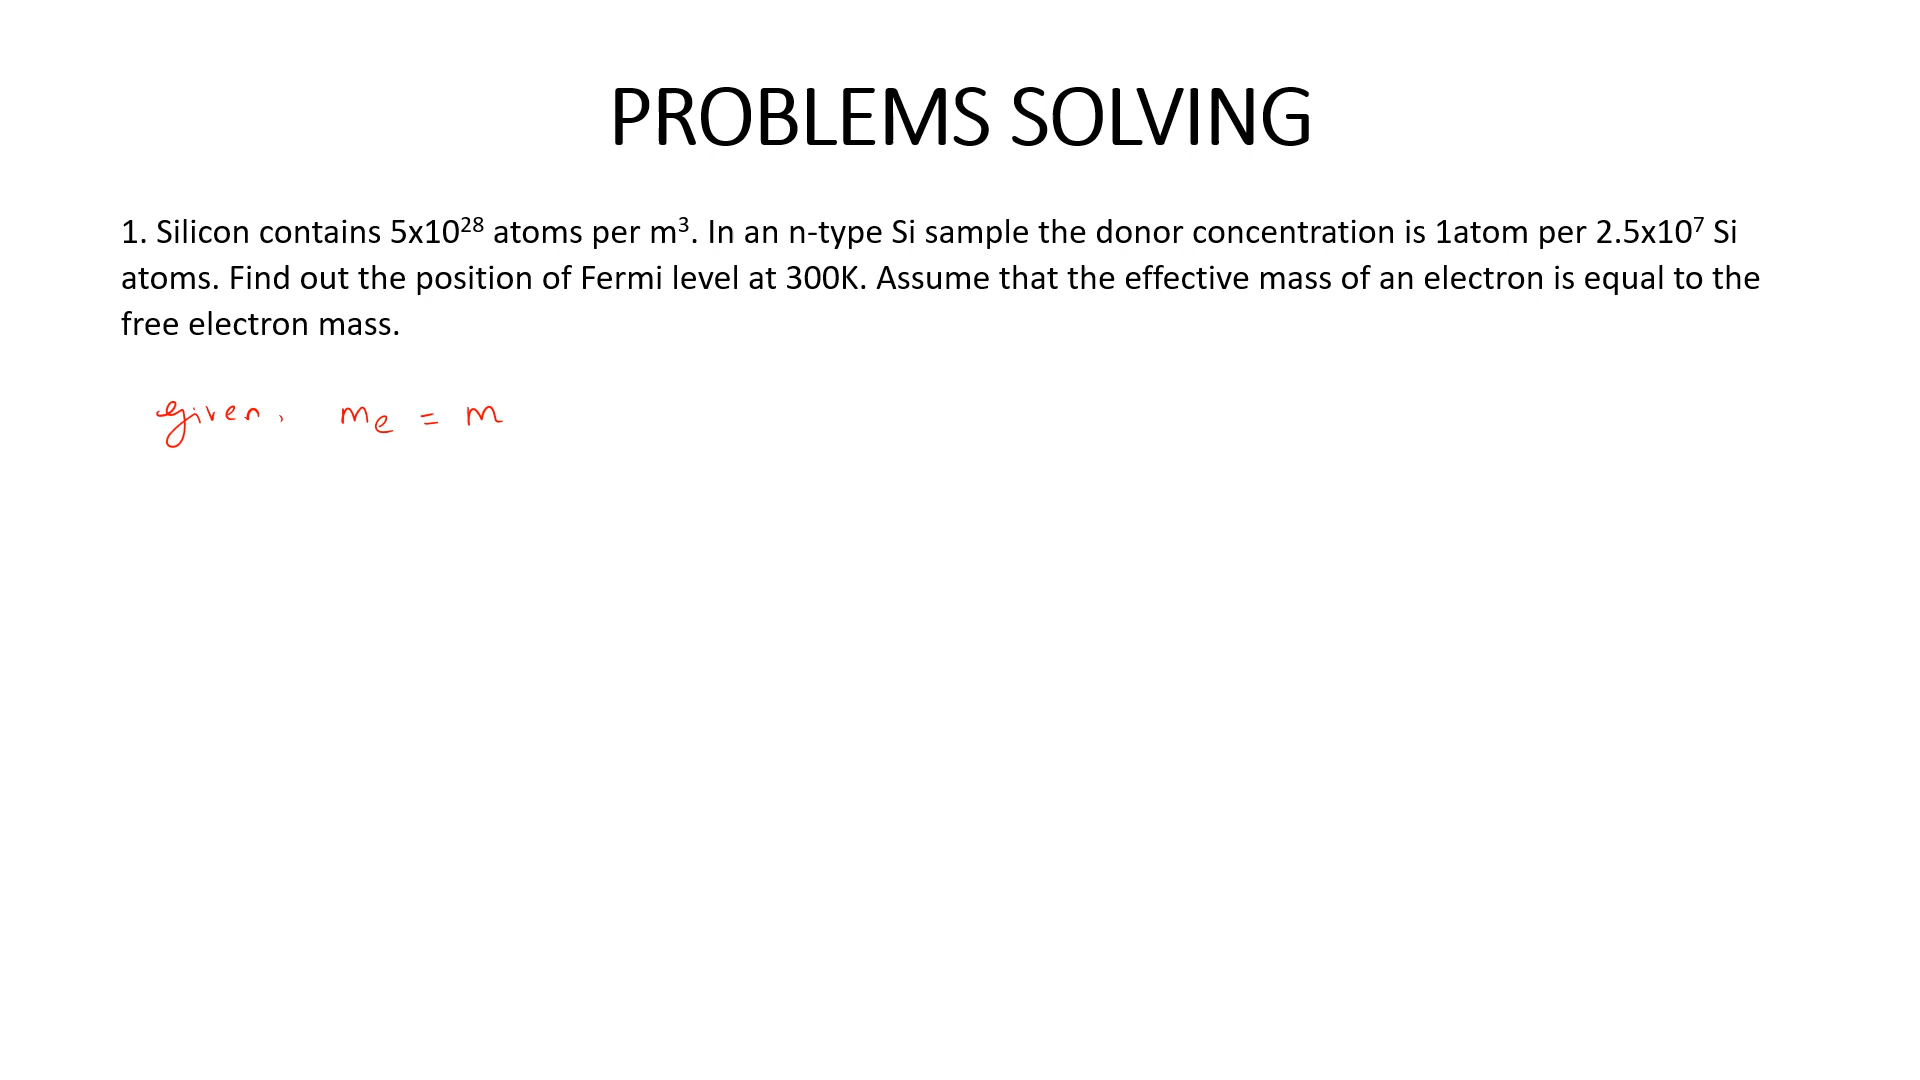 PROBLEMS SOLVING
1. Silicon contains 5x10²⁸ atoms per m³. In an n-type Si sample the donor concentration is 1atom per 2.5x10⁷ Si
atoms. Find out the position of Fermi level at 300K. Assume that the effective mass of an electron is equal to the
free electron mass.
given, mₑ = m